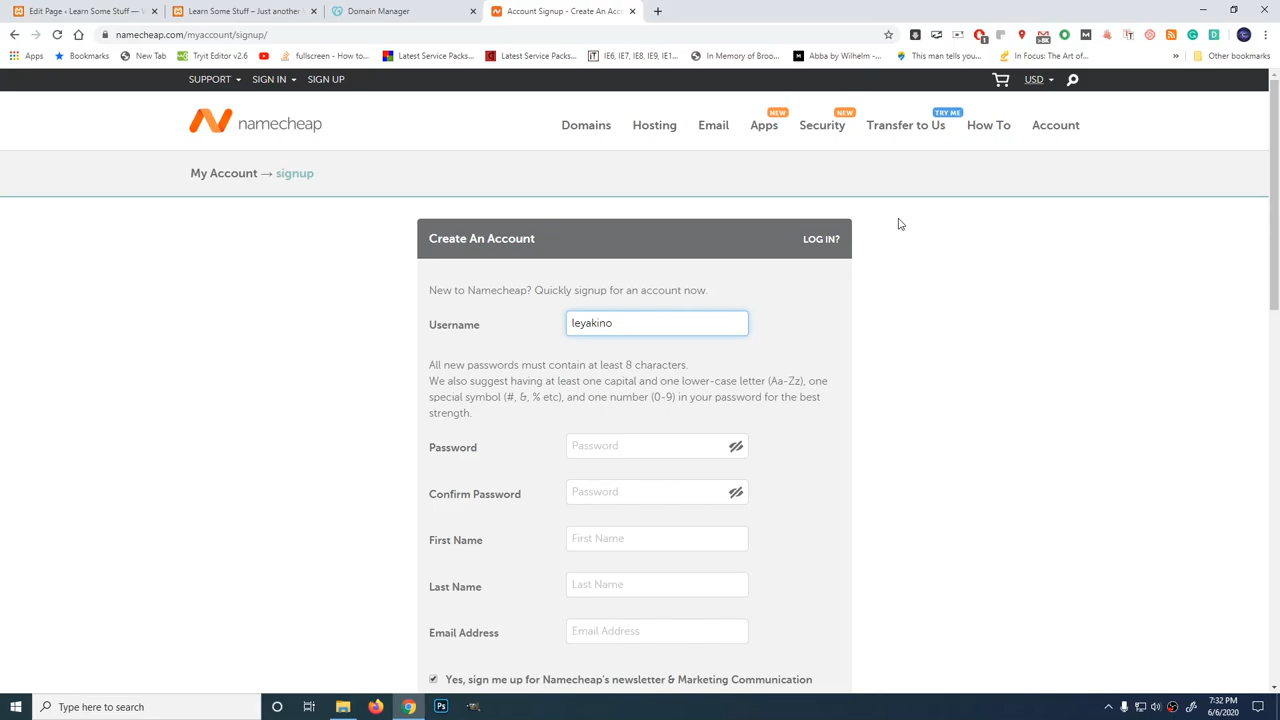 Edit Page ‹ Learn Some Stuff — W
Learn Some Stuff – Just another W
Domain Manager
Account Signup - Create An Acco
namecheap.com/myaccount/signup/
Apps
Bookmarks
New Tab
Tryit Editor v2.6
fullscreen - How to...
Latest Service Packs...
Latest Service Packs...
IE6, IE7, IE8, IE9, IE1...
In Memory of Broo...
Abba by Wilhelm -...
This man tells you...
In Focus: The Art of...
»
Other bookmarks
SUPPORT
SIGN IN
SIGN UP
USD
namecheap
Domains
Hosting
Email
NEW
Apps
NEW
Security
TRY ME
Transfer to Us
How To
Account
My Account → signup
Create An Account
LOG IN?
New to Namecheap? Quickly signup for an account now.
Username
leyakino
All new passwords must contain at least 8 characters.
We also suggest having at least one capital and one lower-case letter (Aa-Zz), one
special symbol (#, &, % etc), and one number (0-9) in your password for the best
strength.
Password
Password
Confirm Password
Password
First Name
First Name
Last Name
Last Name
Email Address
Email Address
Yes, sign me up for Namecheap's newsletter & Marketing Communication
Type here to search
Ps
7:32 PM
6/6/2020